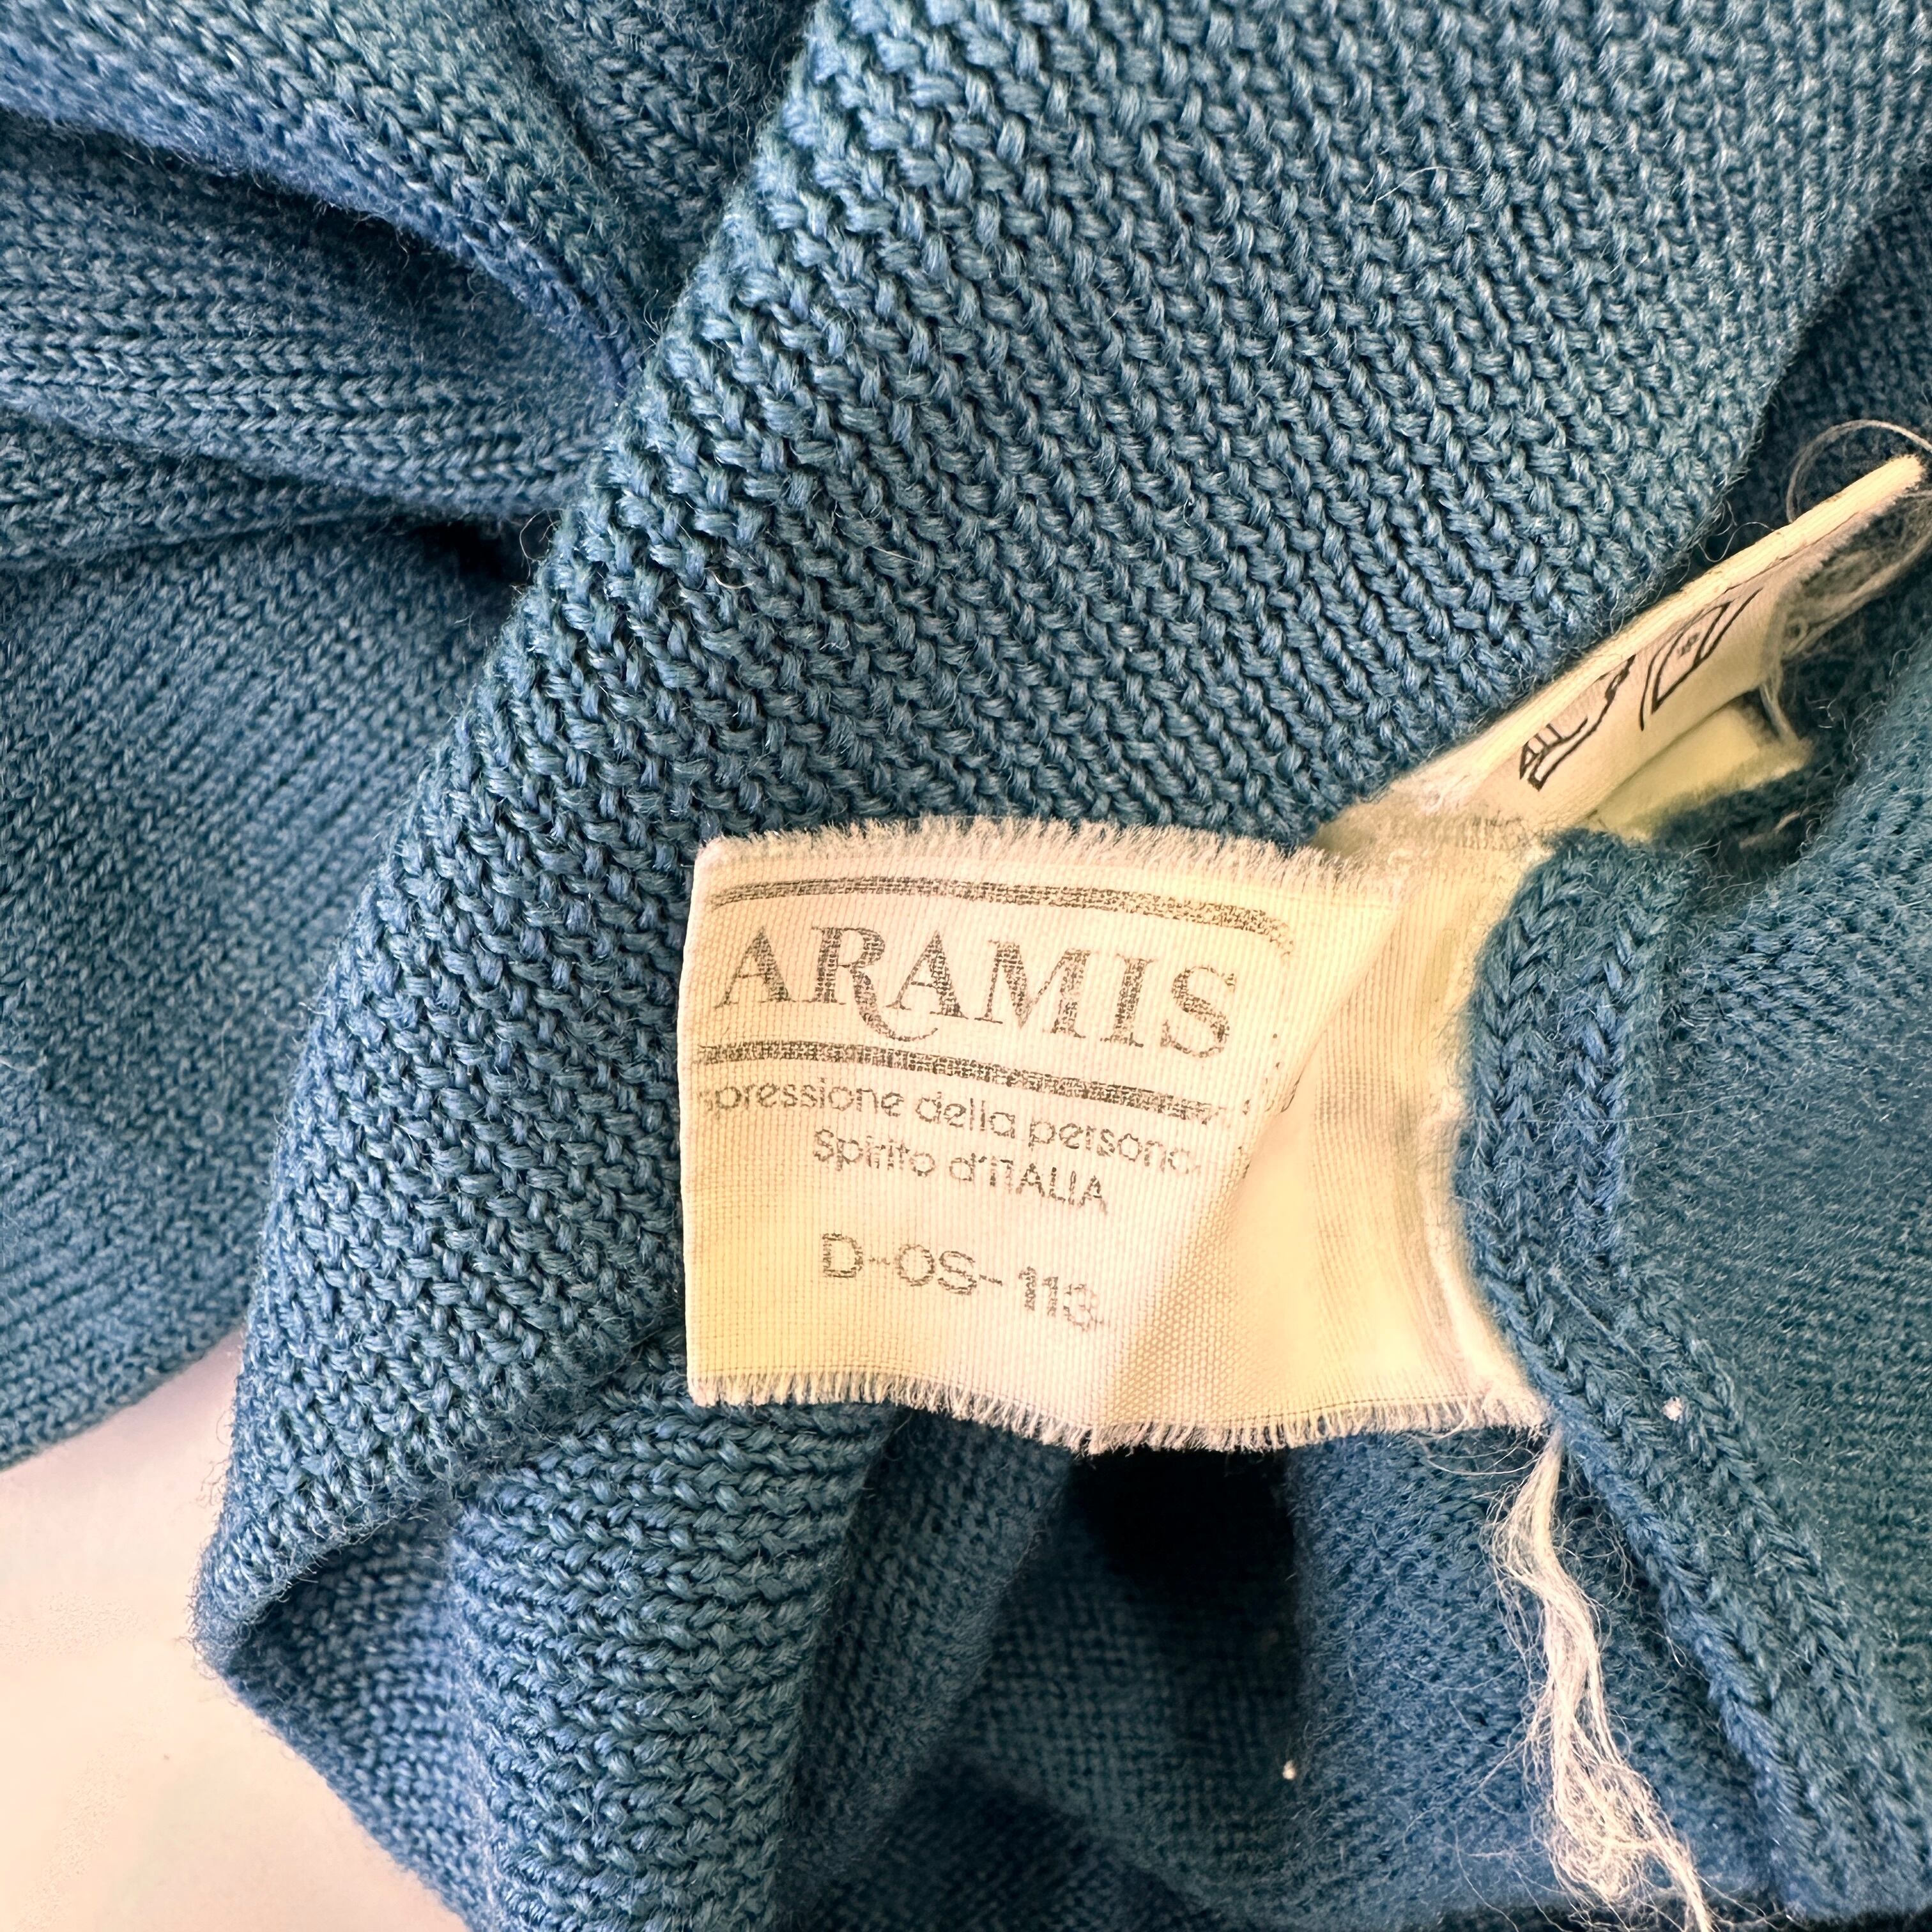 ARAMIS
spressione della persona
Spirito d'ITALIA
D-OS-113